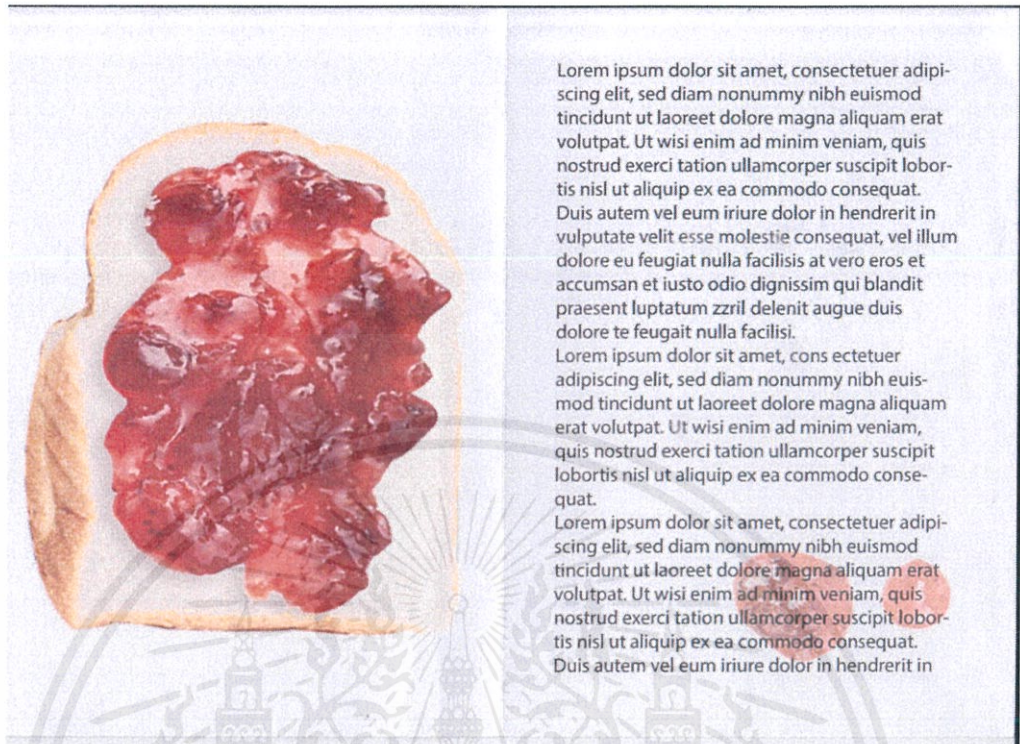 Lorem ipsum dolor sit amet, consectetuer adipi-
scing elit, sed diam nonummy nibh euismod
tincidunt ut laoreet dolore magna aliquam erat
volutpat. Ut wisi enim ad minim veniam, quis
nostrud exerci tation ullamcorper suscipit lobor-
tis nisl ut aliquip ex ea commodo consequat.
Duis autem vel eum iriure dolor in hendrerit in
vulputate velit esse molestie consequat, vel illum
dolore eu feugiat nulla facilisis at vero eros et
accumsan et iusto odio dignissim qui blandit
praesent luptatum zzril delenit augue duis
dolore te feugait nulla facilisi.
Lorem ipsum dolor sit amet, cons ectetuer
adipiscing elit, sed diam nonummy nibh euis-
mod tincidunt ut laoreet dolore magna aliquam
erat volutpat. Ut wisi enim ad minim veniam,
quis nostrud exerci tation ullamcorper suscipit
lobortis nisl ut aliquip ex ea commodo conse-
quat.
Lorem ipsum dolor sit amet, consectetuer adipi-
scing elit, sed diam nonummy nibh euismod
tincidunt ut laoreet dolore magna aliquam erat
volutpat. Ut wisi enim ad minim veniam, quis
nostrud exerci tation ullamcorper suscipit lobor-
tis nisl ut aliquip ex ea commodo consequat.
Duis autem vel eum iriure dolor in hendrerit in